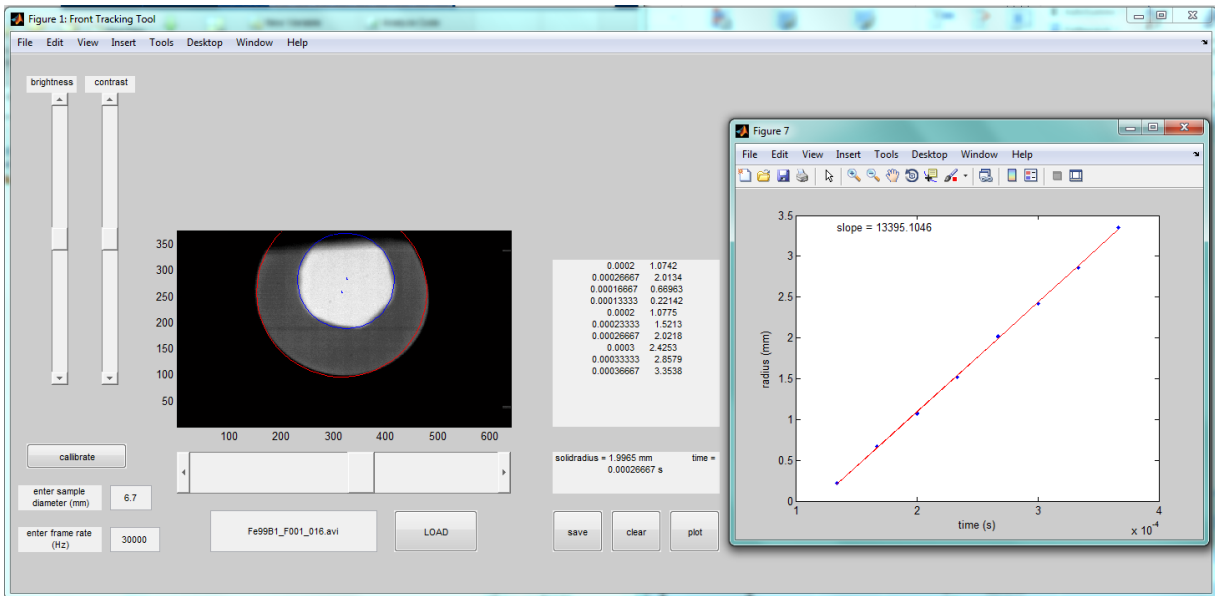 Figure 1: Front Tracking Tool
File Edit View Insert Tools Desktop Window Help
brightness contrast
350
300
250
200
150
100
50
100 200 300 400 500 600
callibrate
enter sample
diameter (mm)
6.7
enter frame rate
(Hz)
30000
Fe99B1_F001_016.avi
LOAD
0.0002 1.0742
0.00026667 2.0134
0.00016667 0.66963
0.00013333 0.22142
0.0002 1.0775
0.00023333 1.5213
0.00026667 2.0218
0.0003 2.4253
0.00033333 2.8579
0.00036667 3.3538
solidradius = 1.9965 mm time =
0.00026667 s
save clear plot
Figure 7
File Edit View Insert Tools Desktop Window Help
slope = 13395.1046
3.5
3
2.5
2
1.5
1
0.5
0
radius (mm)
1 2 3 4
time (s)
x 10^-4